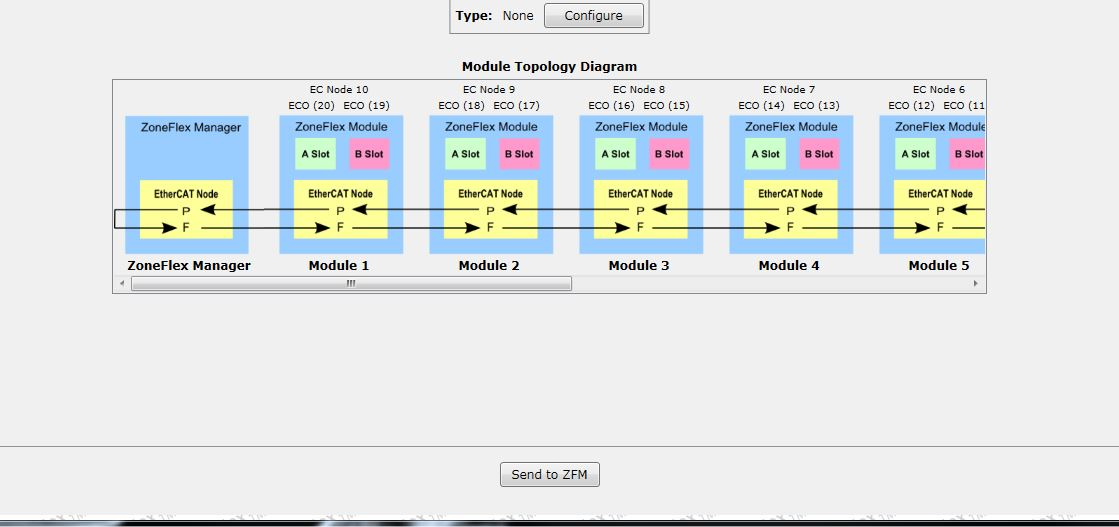 Type: None Configure
Module Topology Diagram
EC Node 10 EC Node 9 EC Node 8 EC Node 7 EC Node 6
ECO (20) ECO (19) ECO (18) ECO (17) ECO (16) ECO (15) ECO (14) ECO (13) ECO (12) ECO (11
ZoneFlex Manager ZoneFlex Module ZoneFlex Module ZoneFlex Module ZoneFlex Module ZoneFlex Module
A Slot B Slot A Slot B Slot A Slot B Slot A Slot B Slot A Slot B Slot
EtherCAT Node EtherCAT Node EtherCAT Node EtherCAT Node EtherCAT Node EtherCAT Node
P P P P P P
F F F F F F
ZoneFlex Manager Module 1 Module 2 Module 3 Module 4 Module 5
Send to ZFM